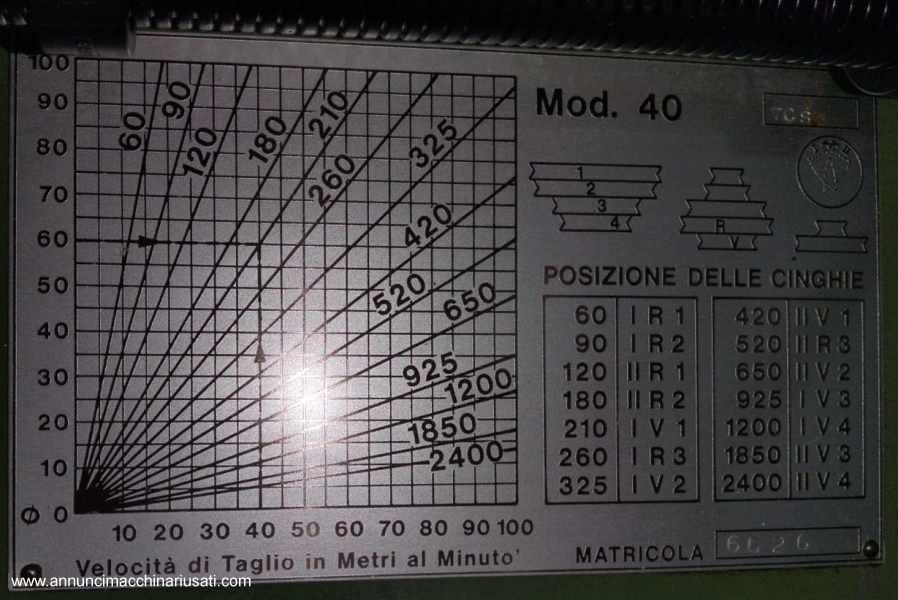 100
90
80
70
60
50
40
30
20
10
Ø 0
10 20 30 40 50 60 70 80 90 100
60
90
120
180
210
260
325
420
520
650
925
1200
1850
2400
Velocità di Taglio in Metri al Minuto'
Mod. 40
1
2
3
4
R
V
POSIZIONE DELLE CINGHIE
60 I R 1 420 II V 1
90 I R 2 520 II R 3
120 II R 1 650 II V 2
180 II R 2 925 I V 3
210 I V 1 1200 I V 4
260 I R 3 1850 II V 3
325 I V 2 2400 II V 4
MATRICOLA 6626
www.annuncimacchinariusati.com